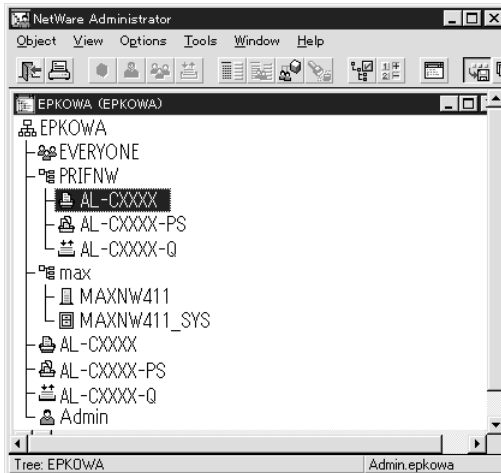 NetWare Administrator
Object View Options Tools Window Help
EPKOWA (EPKOWA)
EPKOWA
EVERYONE
PRIFNW
AL-CXXXX
AL-CXXXX-PS
AL-CXXXX-Q
max
MAXNW411
MAXNW411_SYS
AL-CXXXX
AL-CXXXX-PS
AL-CXXXX-Q
Admin
Tree: EPKOWA Admin.epkowa